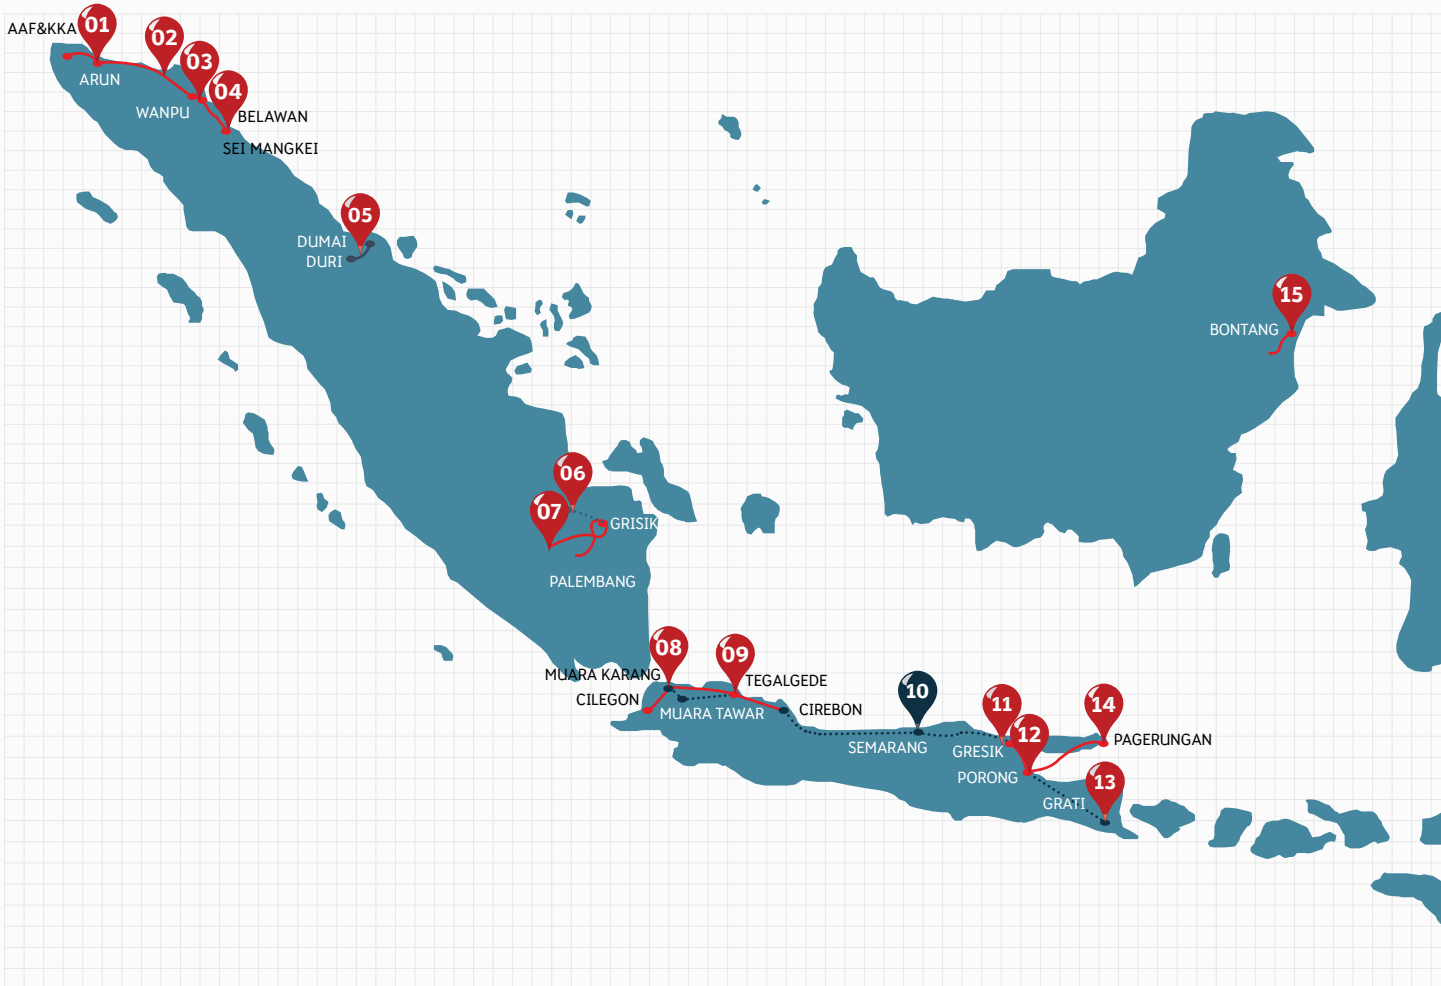 AAF&KKA
01
02
03
04
ARUN
WANPU
BELAWAN
SEI MANGKEI
05
DUMAI
DURI
15
BONTANG
06
07
GRISIK
PALEMBANG
08
09
MUARA KARANG
TEGALGEDE
CILEGON
MUARA TAWAR
CIREBON
10
11
12
14
SEMARANG
GRESIK
PAGERUNGAN
PORONG
13
GRATI